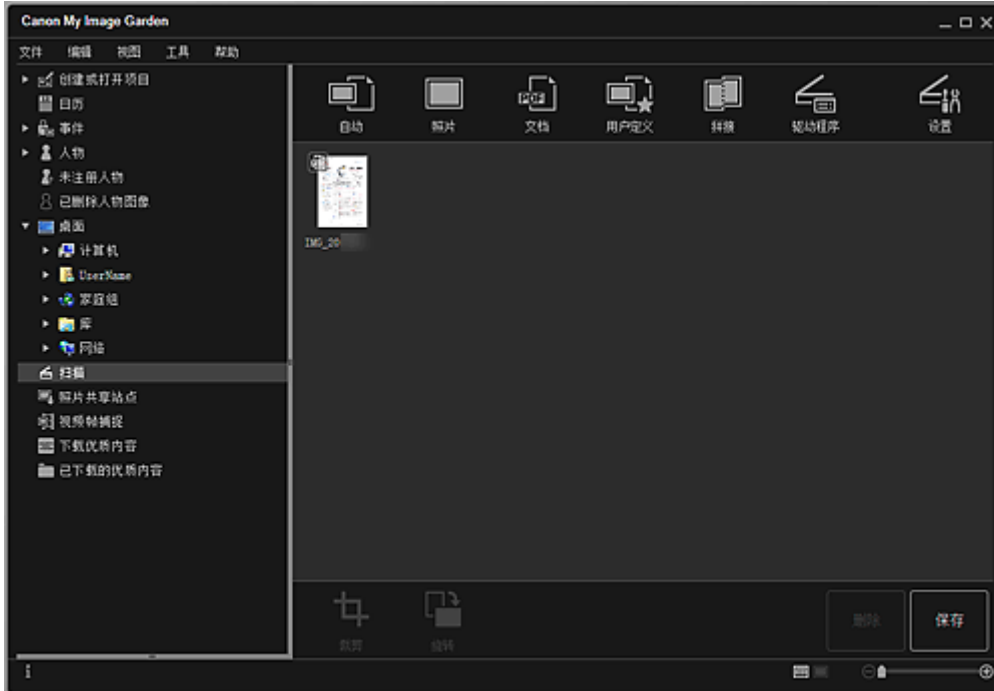 Canon My Image Garden
文件 编辑 视图 工具 帮助
创建或打开项目
日历
事件
人物
未注册人物
已删除人物图像
桌面
计算机
UserName
家庭组
库
网络
扫描
照片共享站点
视频帧捕捉
下载优质内容
已下载的优质内容
自动 照片 文档 用户定义 拼接 驱动程序 设置
PDF
IMG_20
裁剪 旋转 删除 保存